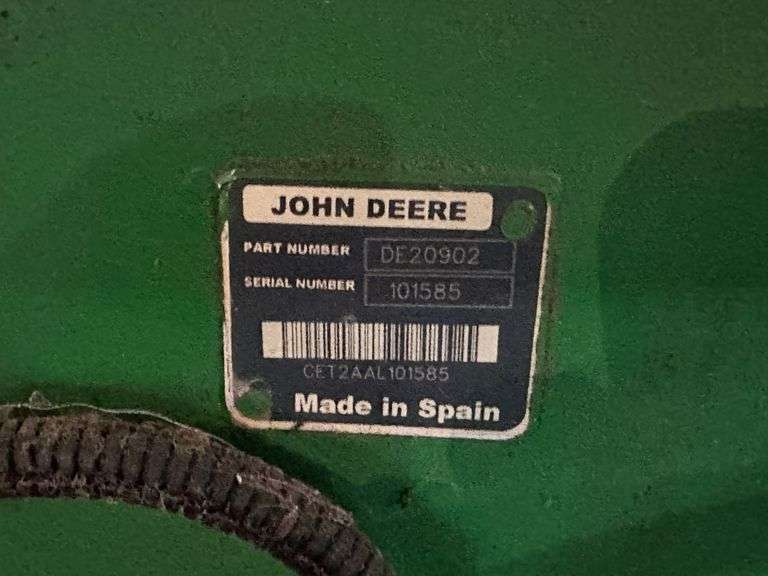 JOHN DEERE
PART NUMBER DE20902
SERIAL NUMBER 101585
CET2AAL101585
Made in Spain